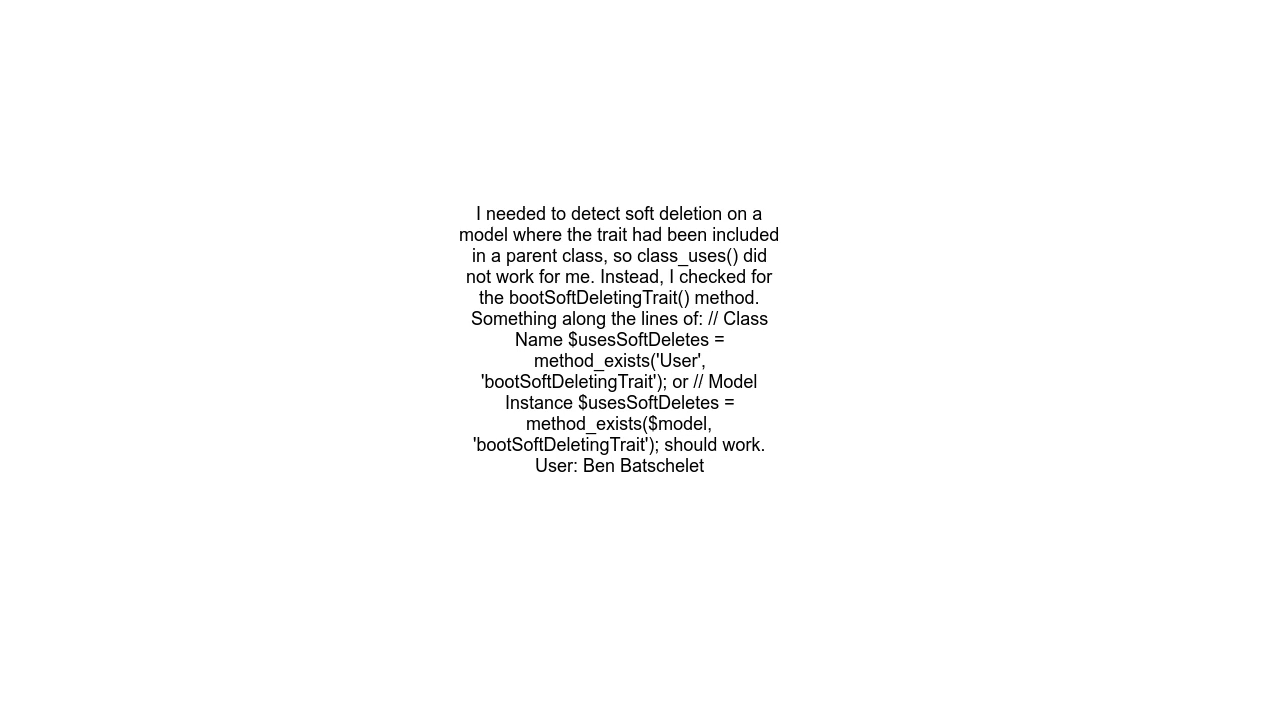 I needed to detect soft deletion on a
model where the trait had been included
in a parent class, so class_uses() did
not work for me. Instead, I checked for
the bootSoftDeletingTrait() method.
Something along the lines of: // Class
Name $usesSoftDeletes =
method_exists('User',
'bootSoftDeletingTrait'); or // Model
Instance $usesSoftDeletes =
method_exists($model,
'bootSoftDeletingTrait'); should work.
User: Ben Batschelet